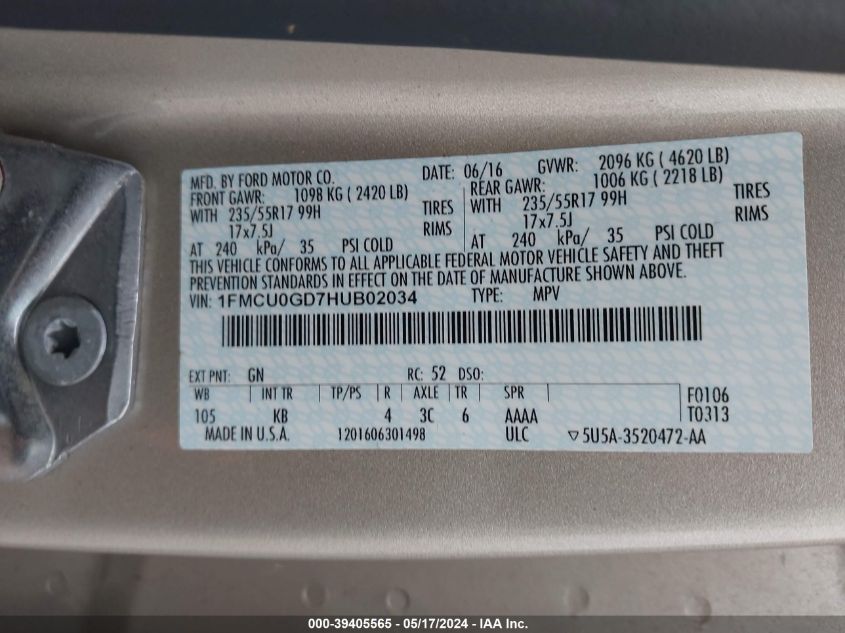 MFD. BY FORD MOTOR CO. DATE: 06/16 GVWR: 2096 KG ( 4620 LB)
FRONT GAWR: 1098 KG ( 2420 LB) REAR GAWR: 1006 KG ( 2218 LB)
WITH 235/55R17 99H TIRES WITH 235/55R17 99H TIRES
17x7.5J RIMS 17x7.5J RIMS
AT 240 kPa/ 35 PSI COLD AT 240 kPa/ 35 PSI COLD
THIS VEHICLE CONFORMS TO ALL APPLICABLE FEDERAL MOTOR VEHICLE SAFETY AND THEFT
PREVENTION STANDARDS IN EFFECT ON THE DATE OF MANUFACTURE SHOWN ABOVE.
VIN: 1FMCU0GD7HUB02034 TYPE: MPV
EXT PNT: GN RC: 52 DSO:
WB INT TR TP/PS R AXLE TR SPR F0106
105 KB 4 3C 6 AAAA T0313
MADE IN U.S.A. 1201606301498 ULC ▽5U5A-3520472-AA
000-39405565 - 05/17/2024 - IAA Inc.